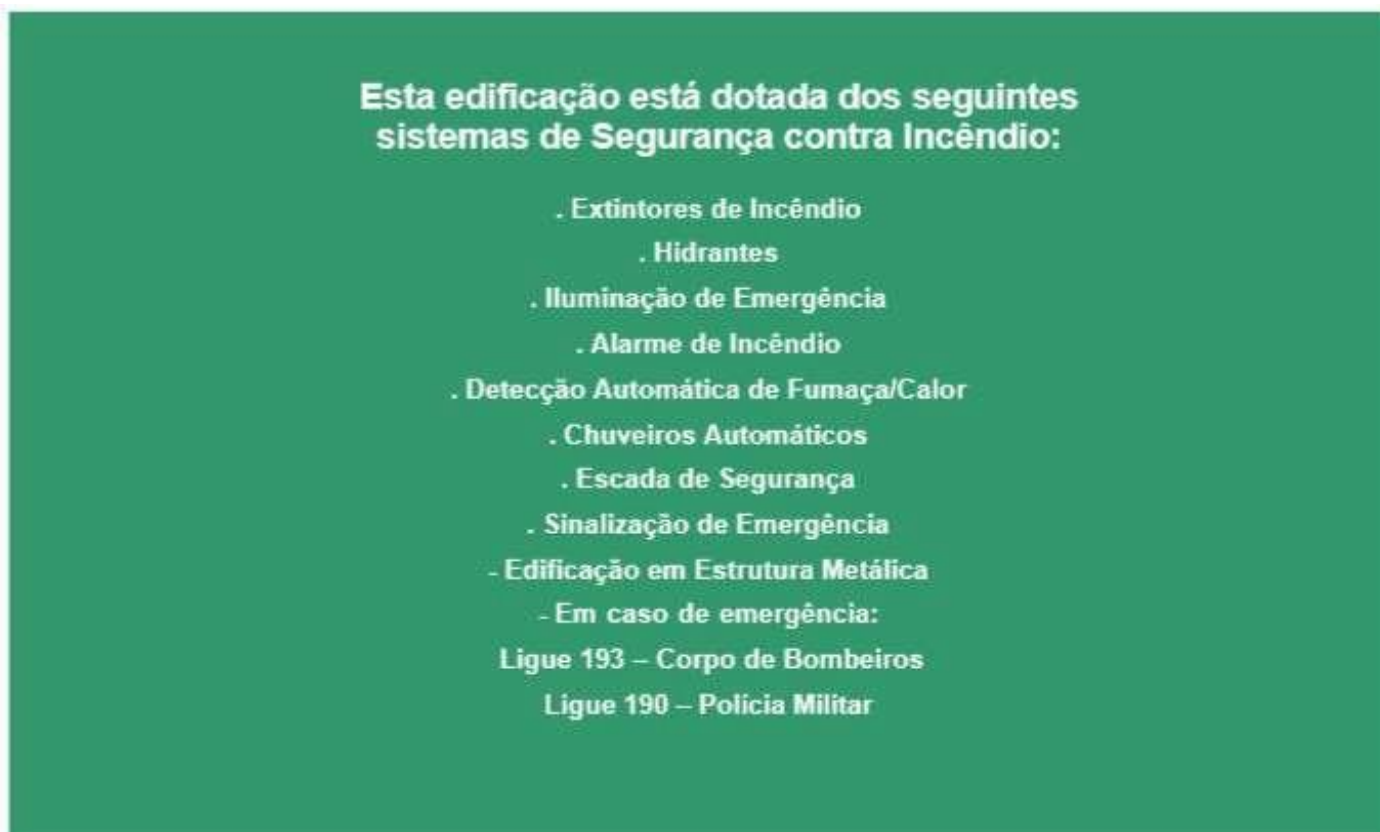 Esta edificação está dotada dos seguintes
sistemas de Segurança contra Incêndio:
. Extintores de Incêndio
. Hidrantes
. Iluminação de Emergência
. Alarme de Incêndio
. Detecção Automática de Fumaça/Calor
. Chuveiros Automáticos
. Escada de Segurança
. Sinalização de Emergência
- Edificação em Estrutura Metálica
- Em caso de emergência:
Ligue 193 – Corpo de Bombeiros
Ligue 190 – Polícia Militar